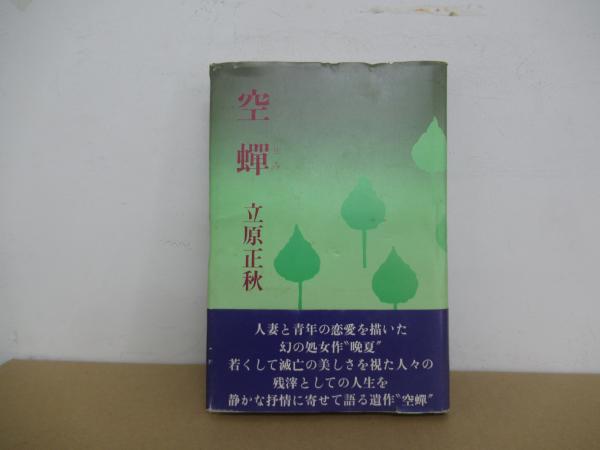 空蟬
立原正秋
人妻と青年の恋愛を描いた
幻の処女作〝晩夏〟
若くして滅亡の美しさを視た人々の
残滓としての人生を
静かな抒情に寄せて語る遺作〝空蟬〟